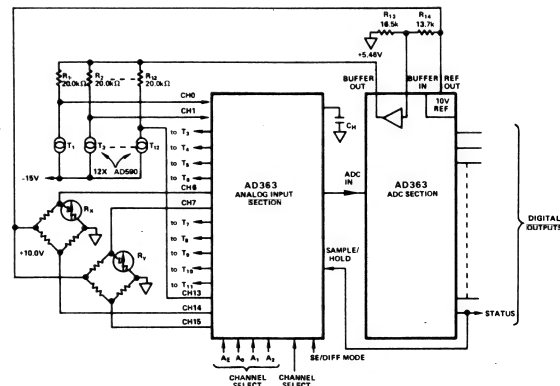 R13
16.5k
R14
13.7k
+5.46V
R1
20.0kΩ
R2
20.0kΩ
R12
20.0kΩ
BUFFER
OUT
BUFFER
IN
REF
OUT
10V
REF
CH0
CH1
CH
T1
T2
T12
to T3
to T4
to T5
to T6
12X AD590
-15V
CH6
CH7
AD363
ANALOG INPUT
SECTION
ADC
IN
AD363
ADC SECTION
RX
RY
+10.0V
to T7
to T8
to T9
to T10
to T11
CH13
CH14
CH15
SAMPLE/
HOLD
DIGITAL
OUTPUTS
STATUS
AE A0 A1 A2
SE/DIFF MODE
CHANNEL
SELECT
CHANNEL
SELECT